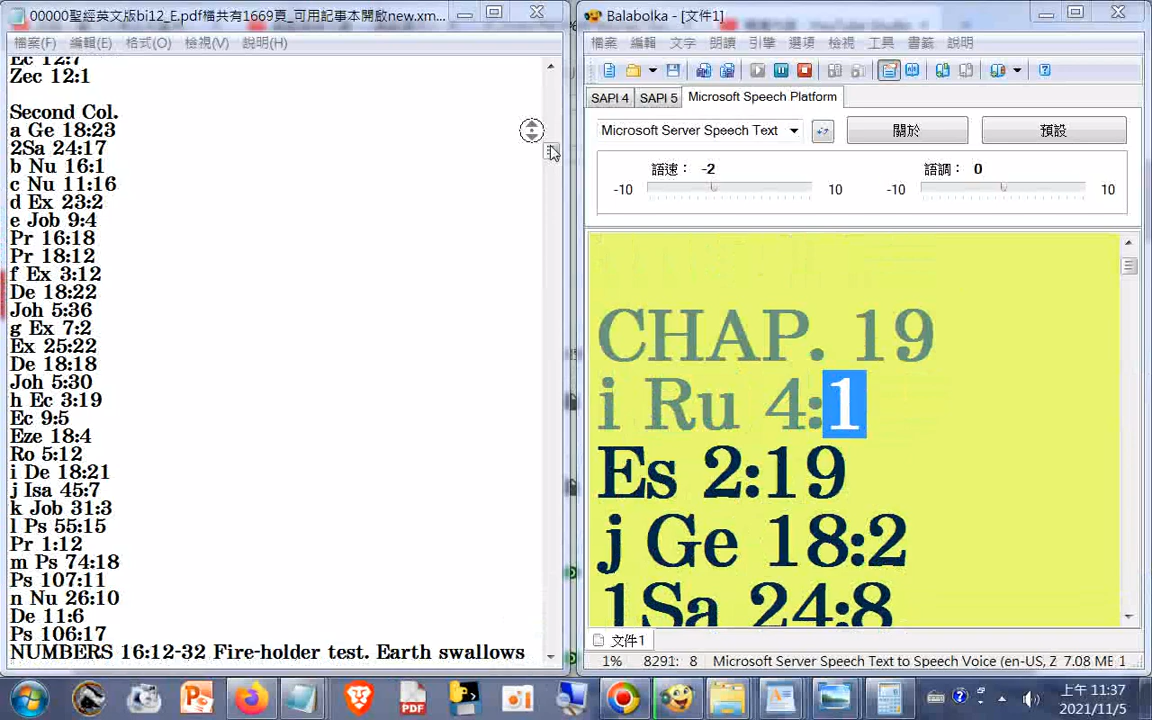 00000聖經英文版bi12_E.pdf檔共有1669頁_可用記事本開啟new.xm...
檔案(F) 編輯(E) 格式(O) 檢視(V) 說明(H)
Ec 12:7
Zec 12:1
Second Col.
a Ge 18:23
2Sa 24:17
b Nu 16:1
c Nu 11:16
d Ex 23:2
e Job 9:4
Pr 16:18
Pr 18:12
f Ex 3:12
De 18:22
Joh 5:36
g Ex 7:2
Ex 25:22
De 18:18
Joh 5:30
h Ec 3:19
Ec 9:5
Eze 18:4
Ro 5:12
i De 18:21
j Isa 45:7
k Job 31:3
l Ps 55:15
Pr 1:12
m Ps 74:18
Ps 107:11
n Nu 26:10
De 11:6
Ps 106:17
NUMBERS 16:12-32 Fire-holder test. Earth swallows
Balabolka - [文件1]
檔案 編輯 文字 朗讀 引擎 選項 檢視 工具 書籤 說明
SAPI 4 SAPI 5 Microsoft Speech Platform
Microsoft Server Speech Text 關於 預設
語速： -2 語調： 0
-10 10 -10 10
CHAP. 19
i Ru 4:1
Es 2:19
j Ge 18:2
1Sa 24:8
文件1
1% 8291: 8 Microsoft Server Speech Text to Speech Voice (en-US, Z 7.08 ME 1
PDF
上午 11:37
2021/11/5